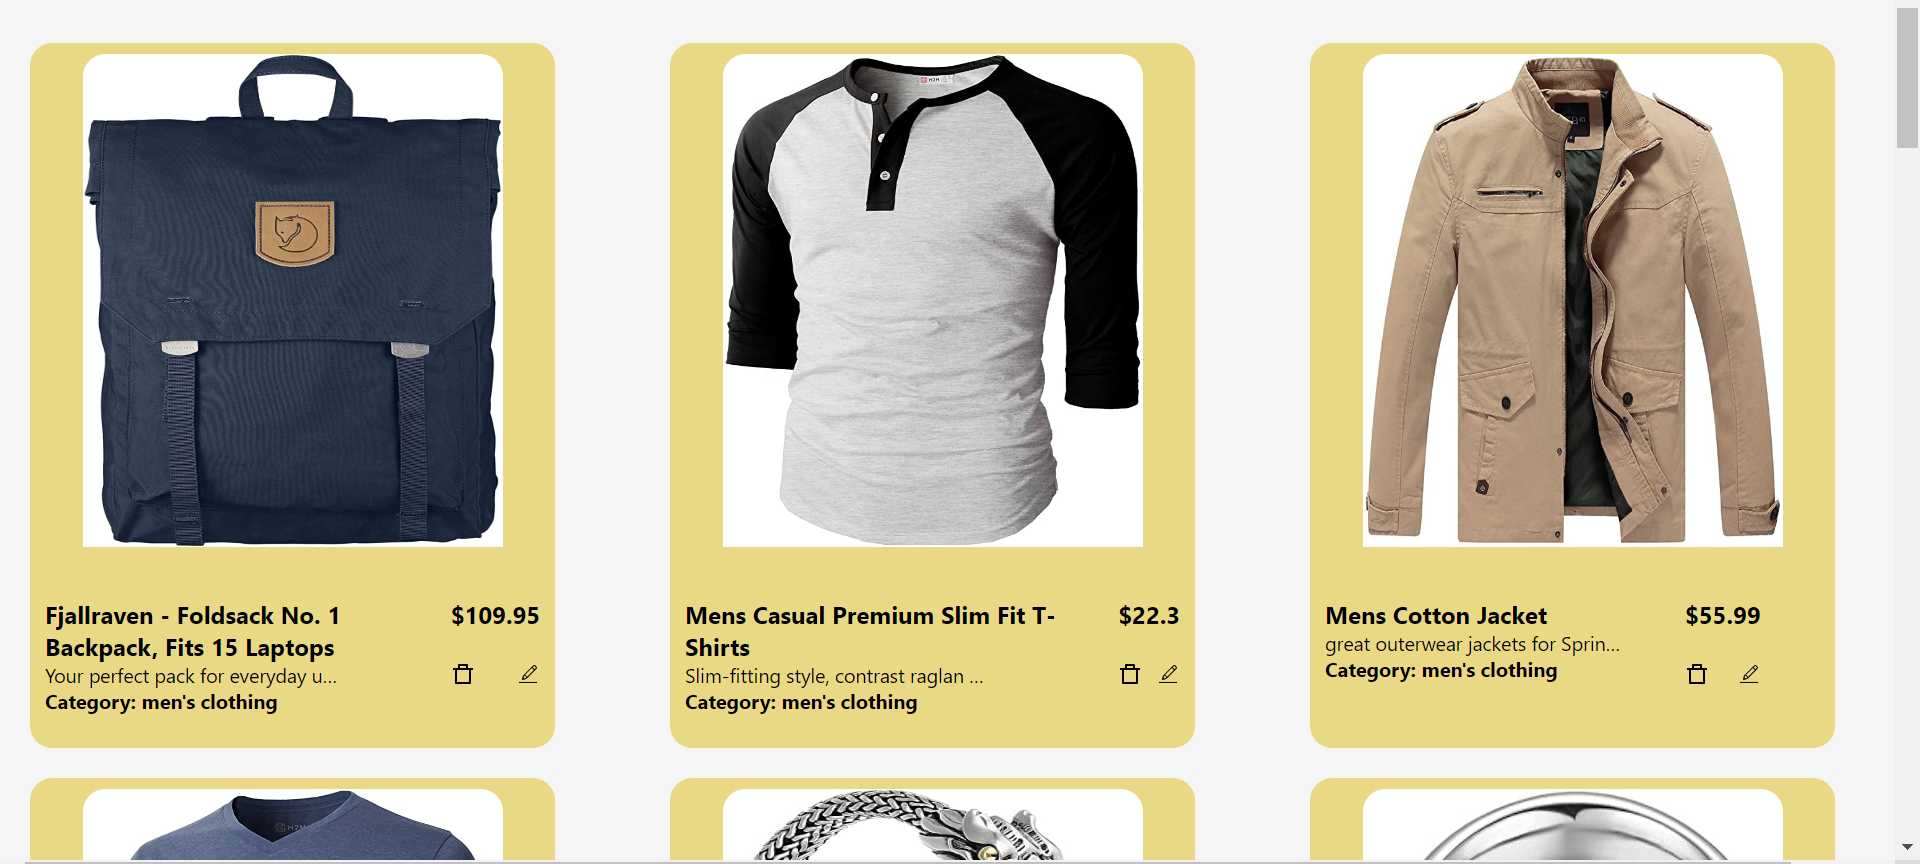 H2H
Fjallraven - Foldsack No. 1
Backpack, Fits 15 Laptops
$109.95
Your perfect pack for everyday u...
Category: men's clothing
Mens Casual Premium Slim Fit T-
Shirts
$22.3
Slim-fitting style, contrast raglan ...
Category: men's clothing
Mens Cotton Jacket
$55.99
great outerwear jackets for Sprin...
Category: men's clothing
H2H